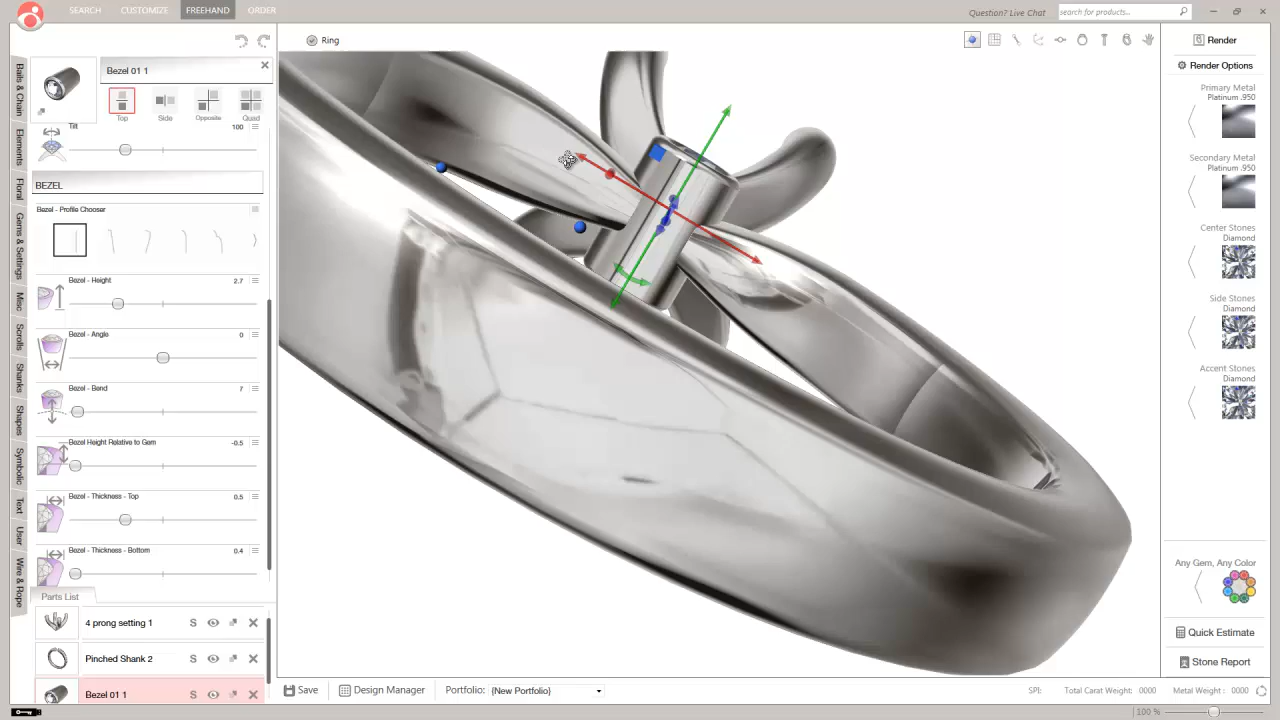 SEARCH
CUSTOMIZE
FREEHAND
ORDER
Question? Live Chat
search for products...
Bails & Chain
Elements
Floral
Gems & Settings
Misc
Scrolls
Shanks
Shapes
Symbolic
Text
User
Wire & Rope
Bezel 01 1
Top
Side
Opposite
Quad
Tilt
100
BEZEL
Bezel - Profile Chooser
Bezel - Height
2.7
Bezel - Angle
0
Bezel - Bend
7
Bezel Height Relative to Gem
-0.5
Bezel - Thickness - Top
0.5
Bezel - Thickness - Bottom
0.4
Parts List
4 prong setting 1
S
Pinched Shank 2
S
Bezel 01 1
S
Ring
Save
Design Manager
Portfolio:
{New Portfolio}
SPI:
Total Carat Weight: 0000
Metal Weight : 0000
100 %
Render
Render Options
Primary Metal
Platinum .950
Secondary Metal
Platinum .950
Center Stones
Diamond
Side Stones
Diamond
Accent Stones
Diamond
Any Gem, Any Color
Quick Estimate
Stone Report